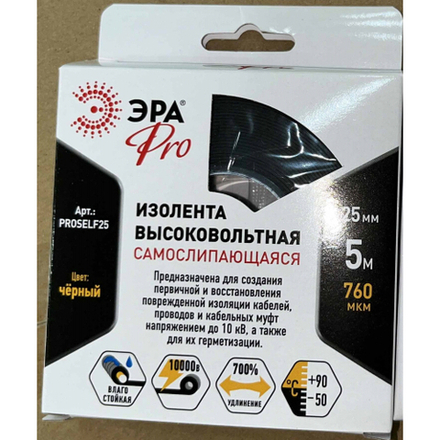 ЭРА
Pro
Арт.:
PROSELF25
Цвет:
чёрный
25 мм
5 м
760
мкм
ИЗОЛЕНТА
ВЫСОКОВОЛЬТНАЯ
САМОСЛИПАЮЩАЯСЯ
Предназначена для создания
первичной и восстановления
поврежденной изоляции кабелей,
проводов и кабельных муфт
напряжением до 10 кВ, а также
для их герметизации.
ВЛАГО
СТОЙКАЯ
10000В
700%
УДЛИНЕНИЕ
°C
+90
-50